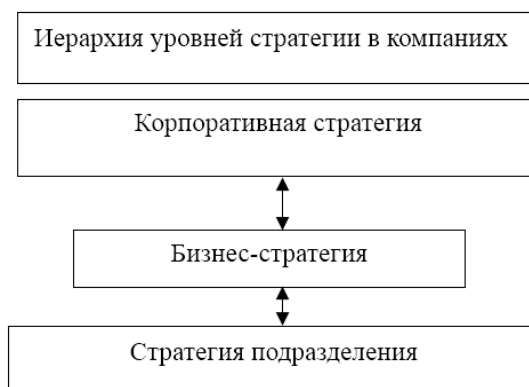 Иерархия уровней стратегии в компаниях
Корпоративная стратегия
Бизнес-стратегия
Стратегия подразделения